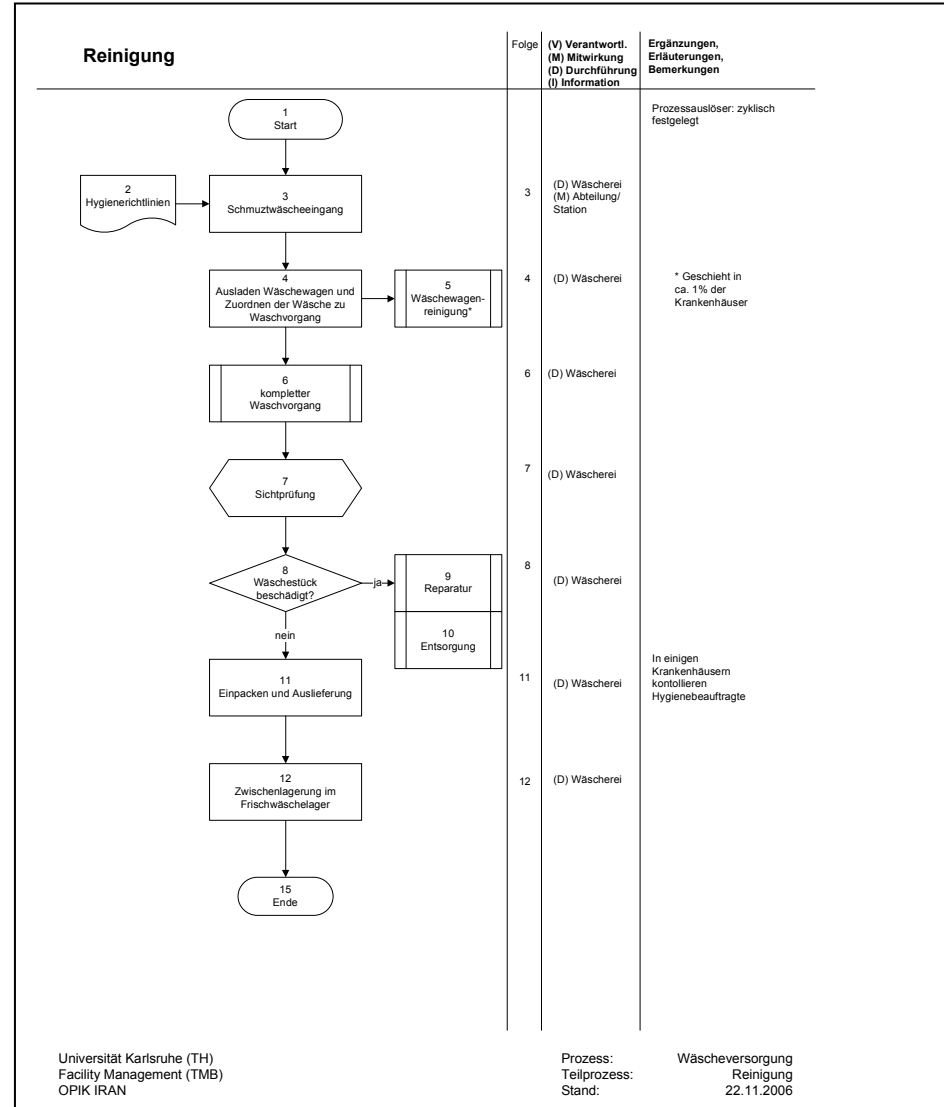 Reinigung
Folge
(V) Verantwortl.
(M) Mitwirkung
(D) Durchführung
(I) Information
Ergänzungen,
Erläuterungen,
Bemerkungen
1
Start
Prozessauslöser: zyklisch
festgelegt
2
Hygienerichtlinien
3
Schmuztwäscheeingang
3
(D) Wäscherei
(M) Abteilung/
Station
4
Ausladen Wäschewagen und
Zuordnen der Wäsche zu
Waschvorgang
5
Wäschewagen-
reinigung*
4
(D) Wäscherei
* Geschieht in
ca. 1% der
Krankenhäuser
6
kompletter
Waschvorgang
6
(D) Wäscherei
7
Sichtprüfung
7
(D) Wäscherei
8
Wäschestück
beschädigt?
ja
9
Reparatur
8
(D) Wäscherei
10
Entsorgung
nein
11
Einpacken und Auslieferung
11
(D) Wäscherei
In einigen
Krankenhäusern
kontollieren
Hygienebeauftragte
12
Zwischenlagerung im
Frischwäschelager
12
(D) Wäscherei
15
Ende
Universität Karlsruhe (TH)
Facility Management (TMB)
OPIK IRAN
Prozess: Wäscheversorgung
Teilprozess: Reinigung
Stand: 22.11.2006